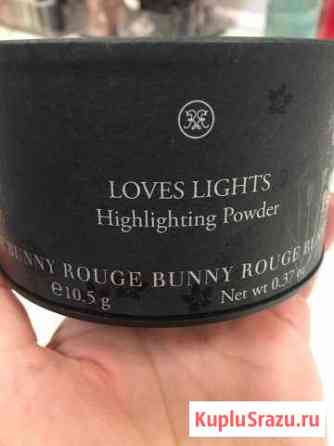 LOVES LIGHTS
Highlighting Powder
BUNNY ROUGE BUNNY ROUGE
℮10.5 g
Net wt 0.37
KupluSrazu.ru